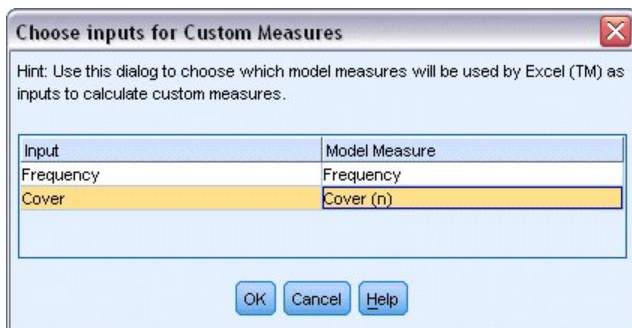 Choose inputs for Custom Measures
Hint: Use this dialog to choose which model measures will be used by Excel (TM) as
inputs to calculate custom measures.
Input Model Measure
Frequency Frequency
Cover Cover (n)
OK Cancel Help